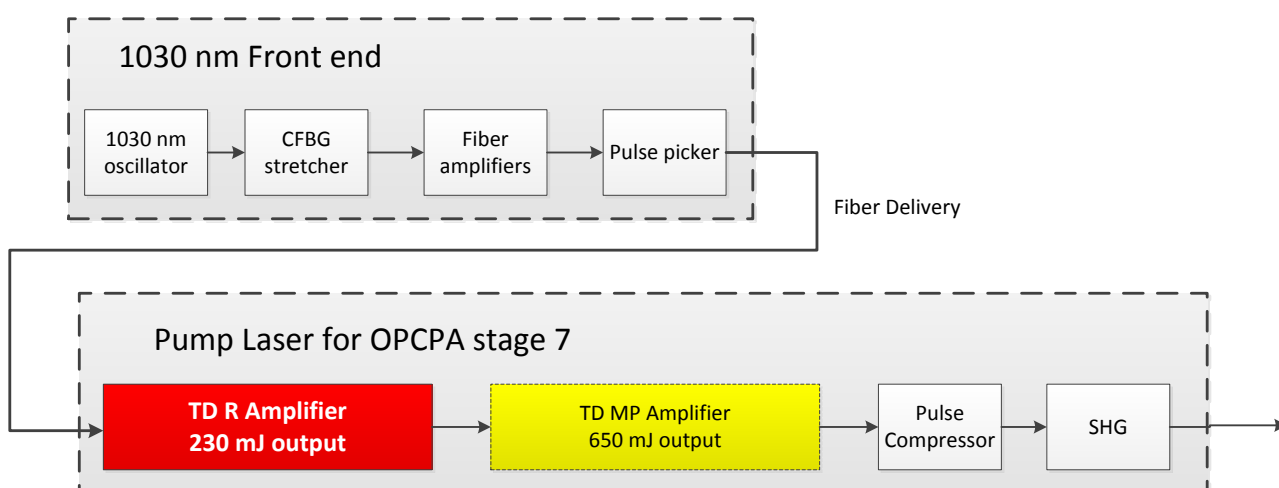 1030 nm Front end
1030 nm
oscillator
CFBG
stretcher
Fiber
amplifiers
Pulse picker
Fiber Delivery
Pump Laser for OPCPA stage 7
TD R Amplifier
230 mJ output
TD MP Amplifier
650 mJ output
Pulse
Compressor
SHG